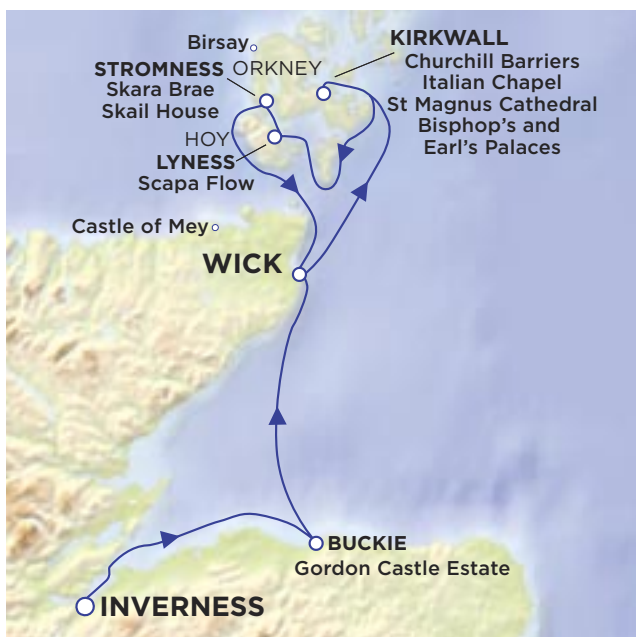 Birsay
STROMNESS
Skara Brae
Skail House
ORKNEY
KIRKWALL
Churchill Barriers
Italian Chapel
St Magnus Cathedral
Bisphop's and
Earl's Palaces
HOY
LYNESS
Scapa Flow
Castle of Mey
WICK
BUCKIE
Gordon Castle Estate
INVERNESS